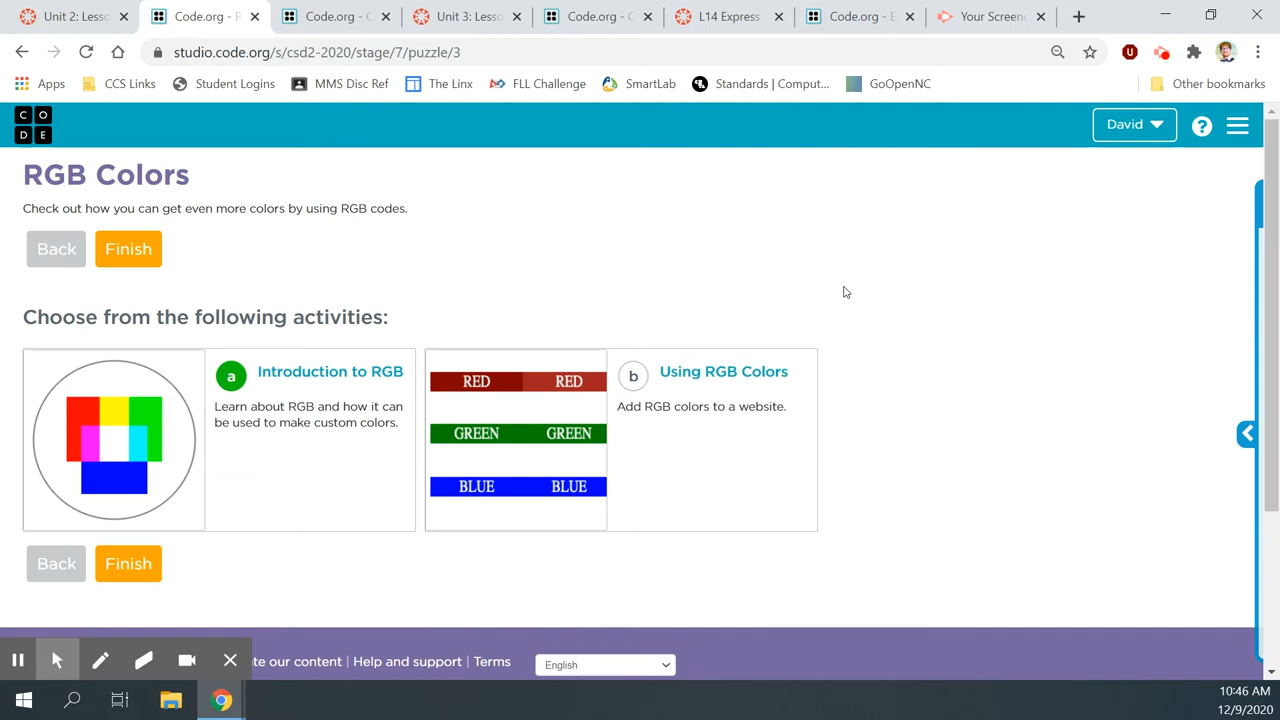 Unit 2: Lesso
Code.org - R
Code.org - C
Unit 3: Lesso
Code.org - C
L14 Express
Code.org - E
Your Screen
studio.code.org/s/csd2-2020/stage/7/puzzle/3
Apps
CCS Links
Student Logins
MMS Disc Ref
The Linx
FLL Challenge
SmartLab
Standards | Comput...
GoOpenNC
Other bookmarks
C O
D E
David
?
RGB Colors
Check out how you can get even more colors by using RGB codes.
Back
Finish
Choose from the following activities:
a
Introduction to RGB
Learn about RGB and how it can
be used to make custom colors.
RED RED
GREEN GREEN
BLUE BLUE
b
Using RGB Colors
Add RGB colors to a website.
Back
Finish
te our content | Help and support | Terms
English
10:46 AM
12/9/2020